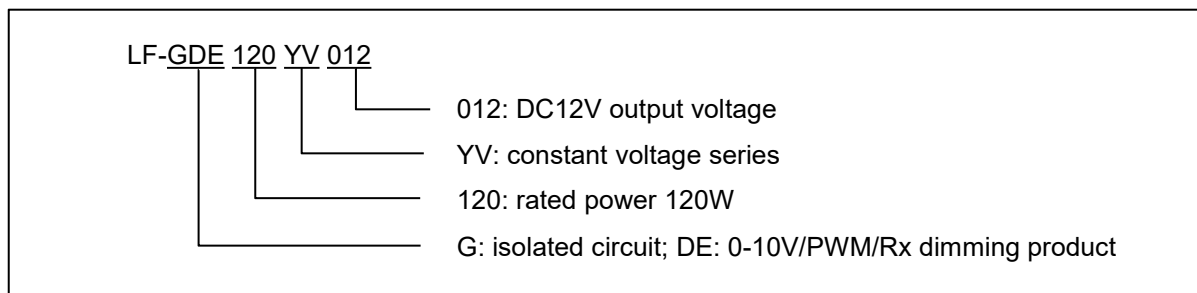 LF-GDE 120 YV 012
012: DC12V output voltage
YV: constant voltage series
120: rated power 120W
G: isolated circuit; DE: 0-10V/PWM/Rx dimming product